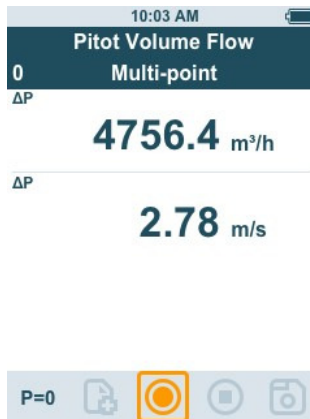 10:03 AM
Pitot Volume Flow
0 Multi-point
ΔP
4756.4 m³/h
ΔP
2.78 m/s
P=0